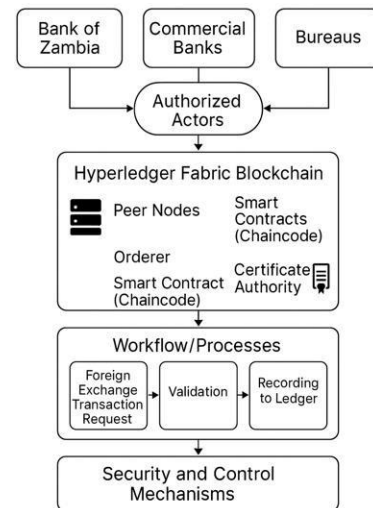 Bank of
Zambia
Commercial
Banks
Bureaus
Authorized
Actors
Hyperledger Fabric Blockchain
Peer Nodes
Smart
Contracts
(Chaincode)
Orderer
Smart Contract
(Chaincode)
Certificate
Authority
Workflow/Processes
Foreign
Exchange
Transaction
Request
Validation
Recording
to Ledger
Security and Control
Mechanisms